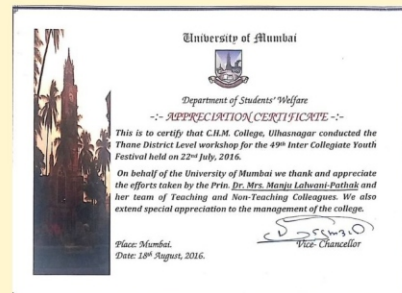 University of Mumbai
Department of Students' Welfare
-:- APPRECIATION CERTIFICATE -:-
This is to certify that C.H.M. College, Ulhasnagar conducted the
Thane District Level workshop for the 49th Inter Collegiate Youth
Festival held on 22nd July, 2016.
On behalf of the University of Mumbai we thank and appreciate
the efforts taken by the Prin. Dr. Mrs. Manju Lalwani-Pathak and
her team of Teaching and Non-Teaching Colleagues. We also
extend special appreciation to the management of the college.
Place: Mumbai.
Vice- Chancellor
Date: 18th August, 2016.